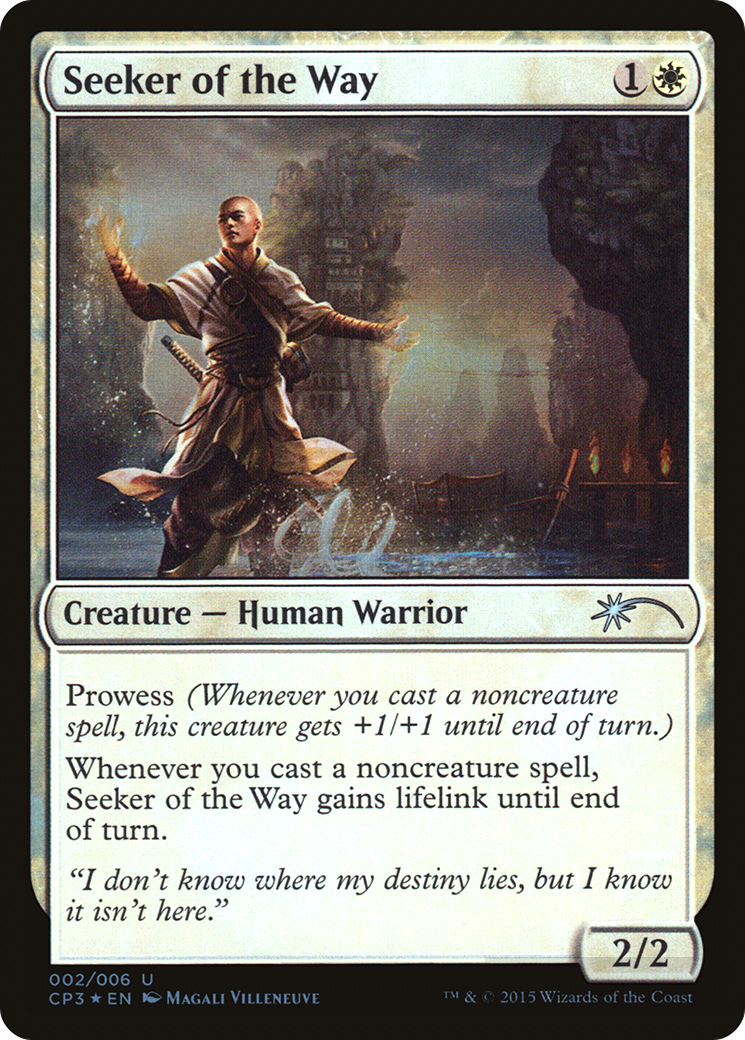 Seeker of the Way 1
Creature — Human Warrior
Prowess (Whenever you cast a noncreature
spell, this creature gets +1/+1 until end of turn.)
Whenever you cast a noncreature spell,
Seeker of the Way gains lifelink until end
of turn.
“I don’t know where my destiny lies, but I know
it isn’t here.”
2/2
002/006 U
CP3 ★ EN Magali Villeneuve
™ & © 2015 Wizards of the Coast